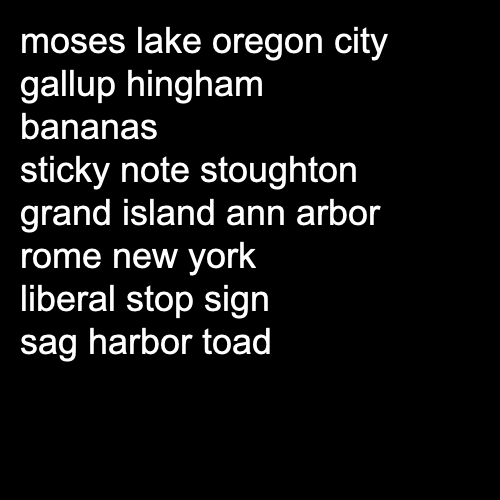 moses lake oregon city
gallup hingham
bananas
sticky note stoughton
grand island ann arbor
rome new york
liberal stop sign
sag harbor toad